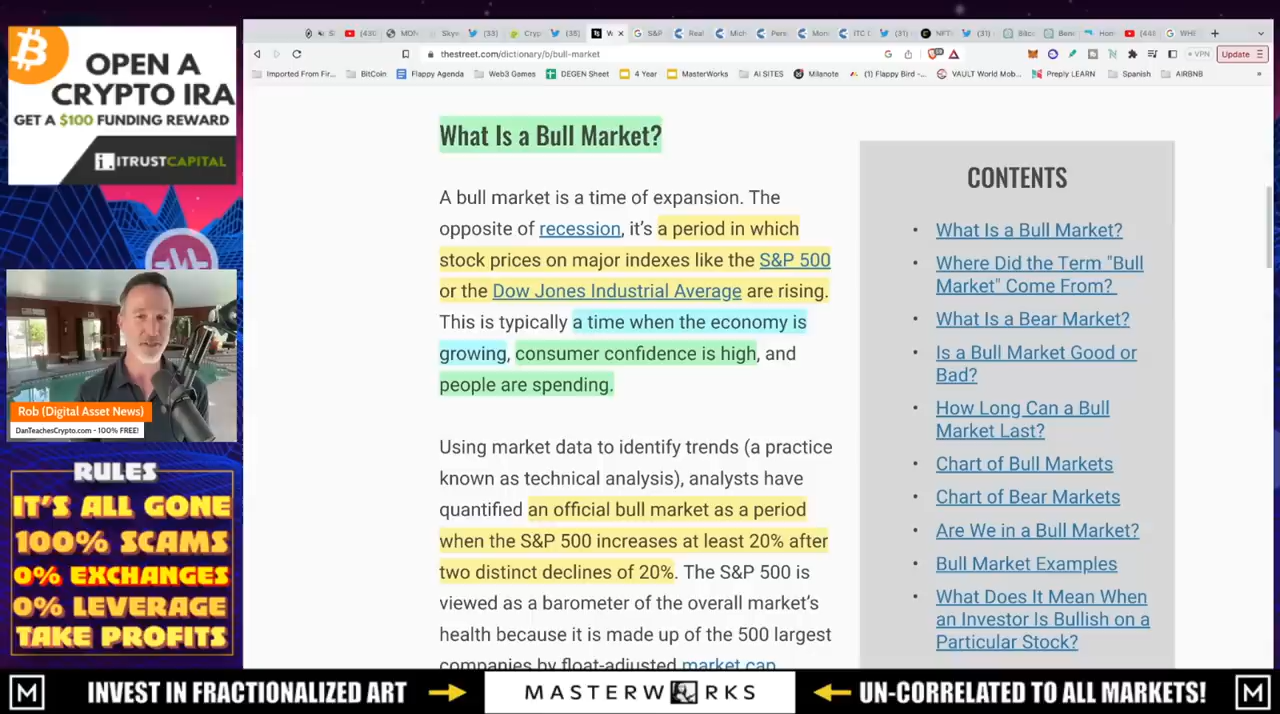 OPEN A
CRYPTO IRA
GET A $100 FUNDING REWARD
ITRUSTCAPITAL
Rob (Digital Asset News)
DanTeachesCrypto.com - 100% FREE!
RULES
IT'S ALL GONE
100% SCAMS
0% EXCHANGES
0% LEVERAGE
TAKE PROFITS
thestreet.com/dictionary/b/bull-market
VPN
Update
Imported From Fir...
BitCoin
Flappy Agenda
Web3 Games
DEGEN Sheet
4 Year
MasterWorks
AI SITES
Milanote
(1) Flappy Bird -...
VAULT World Mob...
Preply LEARN
Spanish
AIRBNB
What Is a Bull Market?
A bull market is a time of expansion. The
opposite of recession, it's a period in which
stock prices on major indexes like the S&P 500
or the Dow Jones Industrial Average are rising.
This is typically a time when the economy is
growing, consumer confidence is high, and
people are spending.
Using market data to identify trends (a practice
known as technical analysis), analysts have
quantified an official bull market as a period
when the S&P 500 increases at least 20% after
two distinct declines of 20%. The S&P 500 is
viewed as a barometer of the overall market's
health because it is made up of the 500 largest
companies by float-adjusted market cap
CONTENTS
• What Is a Bull Market?
• Where Did the Term "Bull
Market" Come From?
• What Is a Bear Market?
• Is a Bull Market Good or
Bad?
• How Long Can a Bull
Market Last?
• Chart of Bull Markets
• Chart of Bear Markets
• Are We in a Bull Market?
• Bull Market Examples
• What Does It Mean When
an Investor Is Bullish on a
Particular Stock?
M
INVEST IN FRACTIONALIZED ART
MASTERWORKS
UN-CORRELATED TO ALL MARKETS!
M